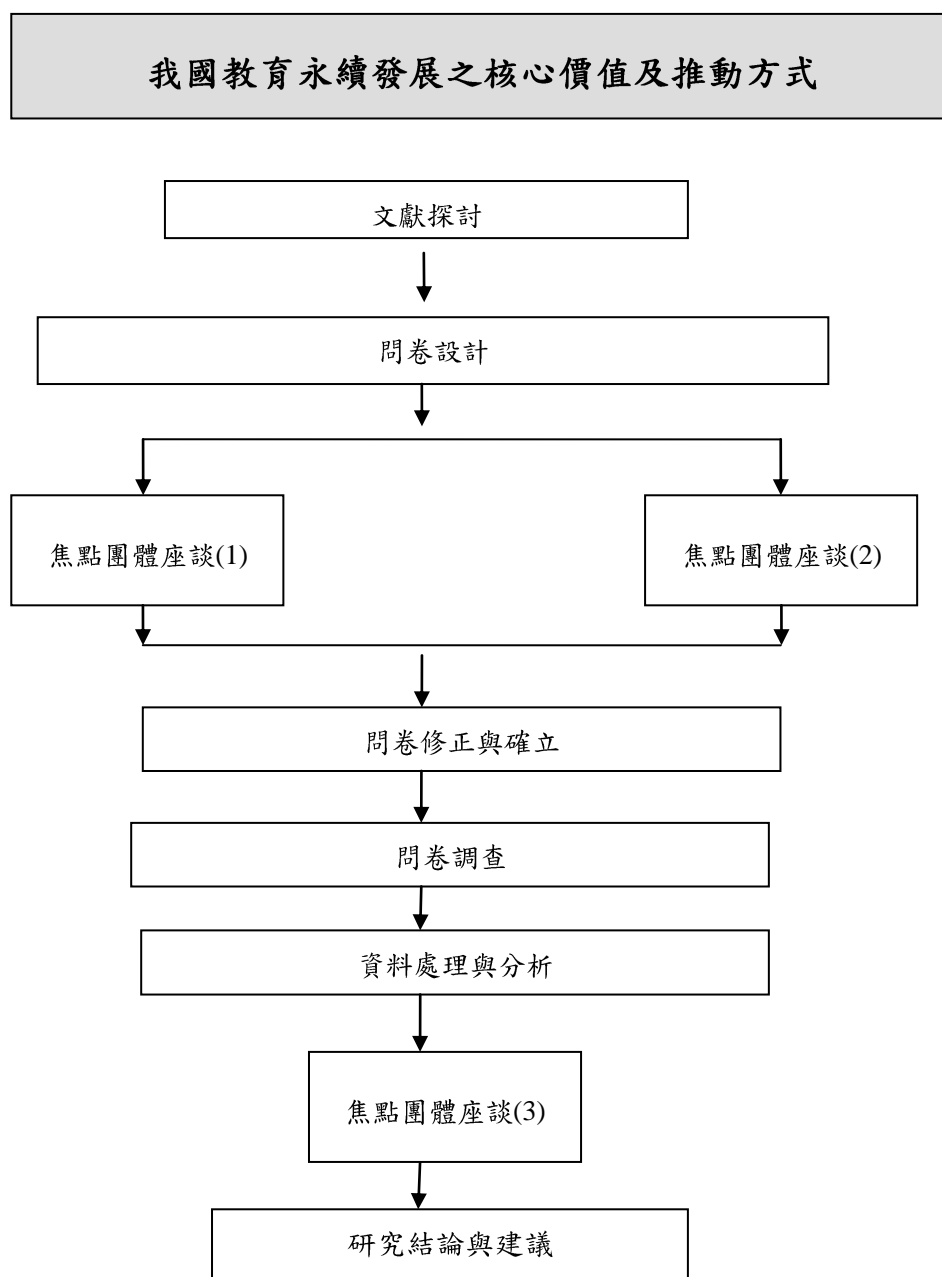 我國教育永續發展之核心價值及推動方式
文獻探討
問卷設計
焦點團體座談(1)
焦點團體座談(2)
問卷修正與確立
問卷調查
資料處理與分析
焦點團體座談(3)
研究結論與建議